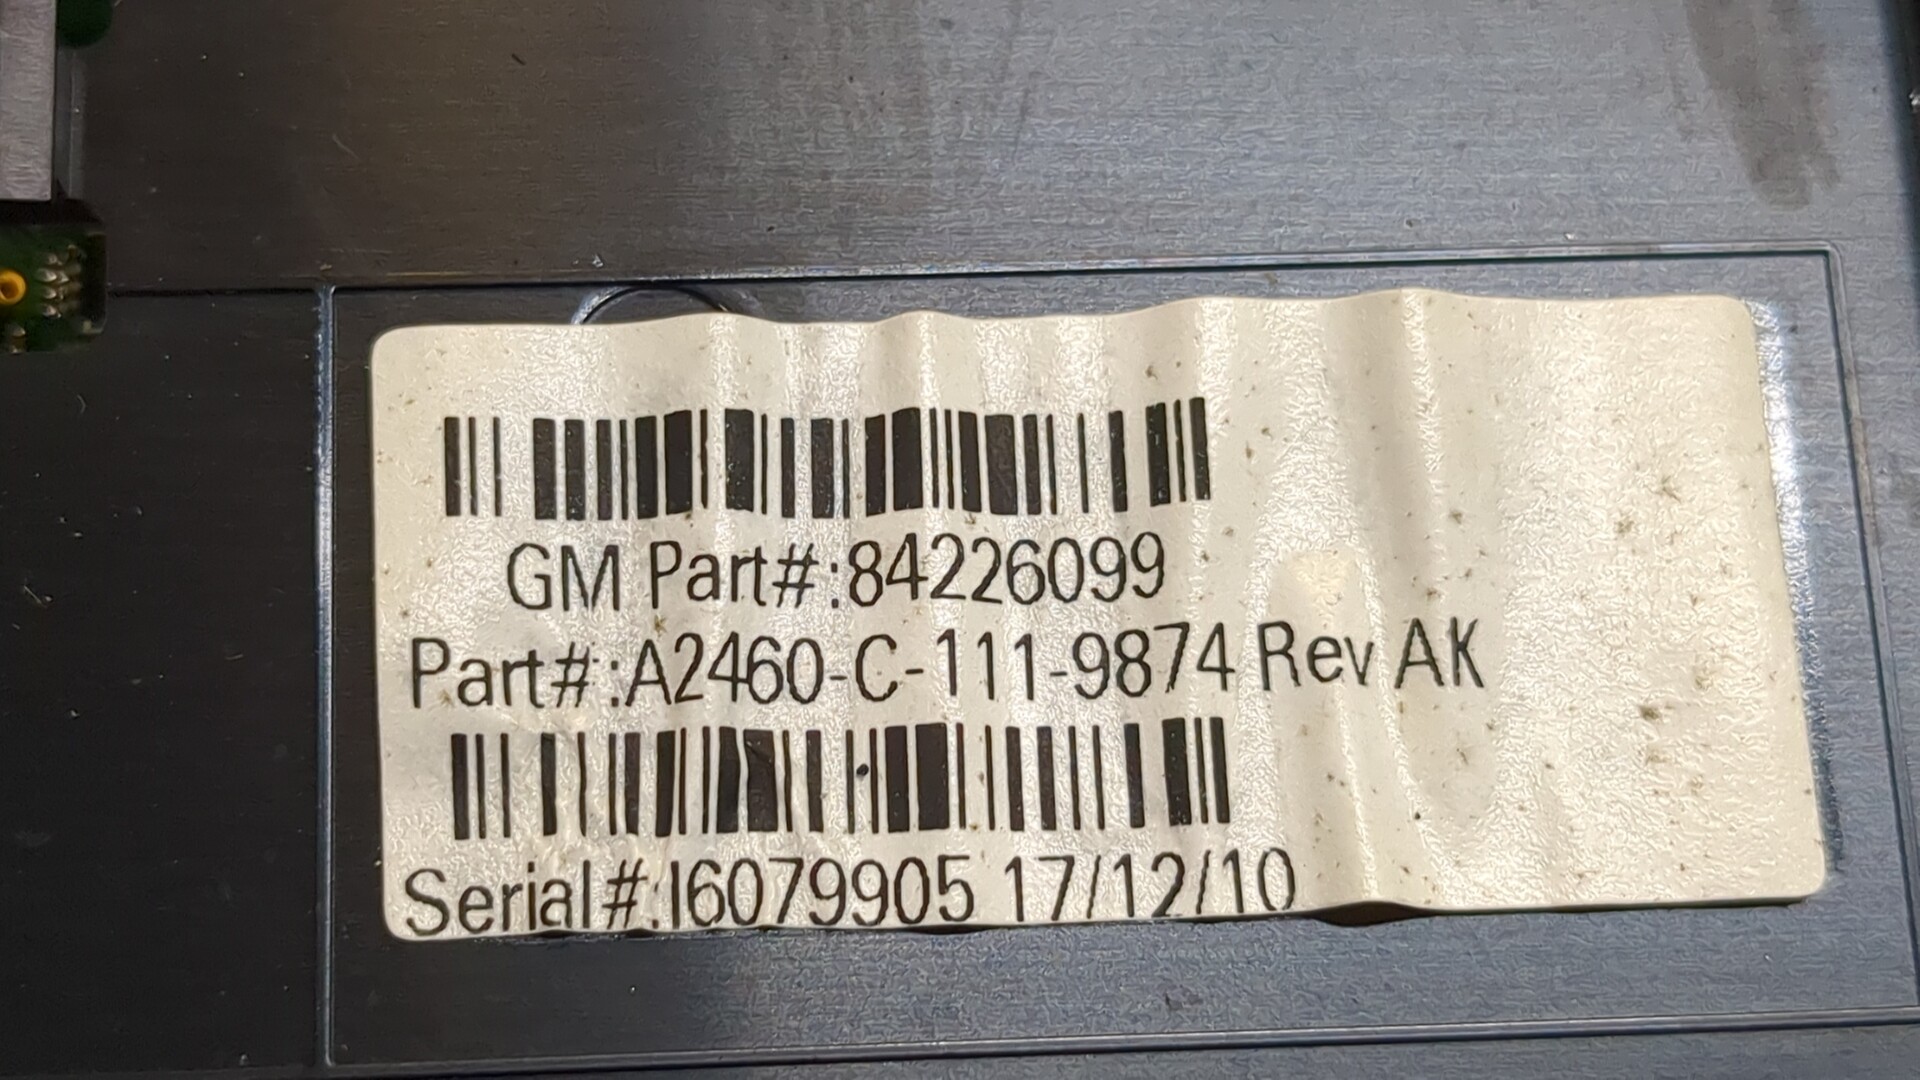 GM Part#:84226099
Part#:A2460-C-111-9874 Rev AK
Serial#:I6079905 17/12/10